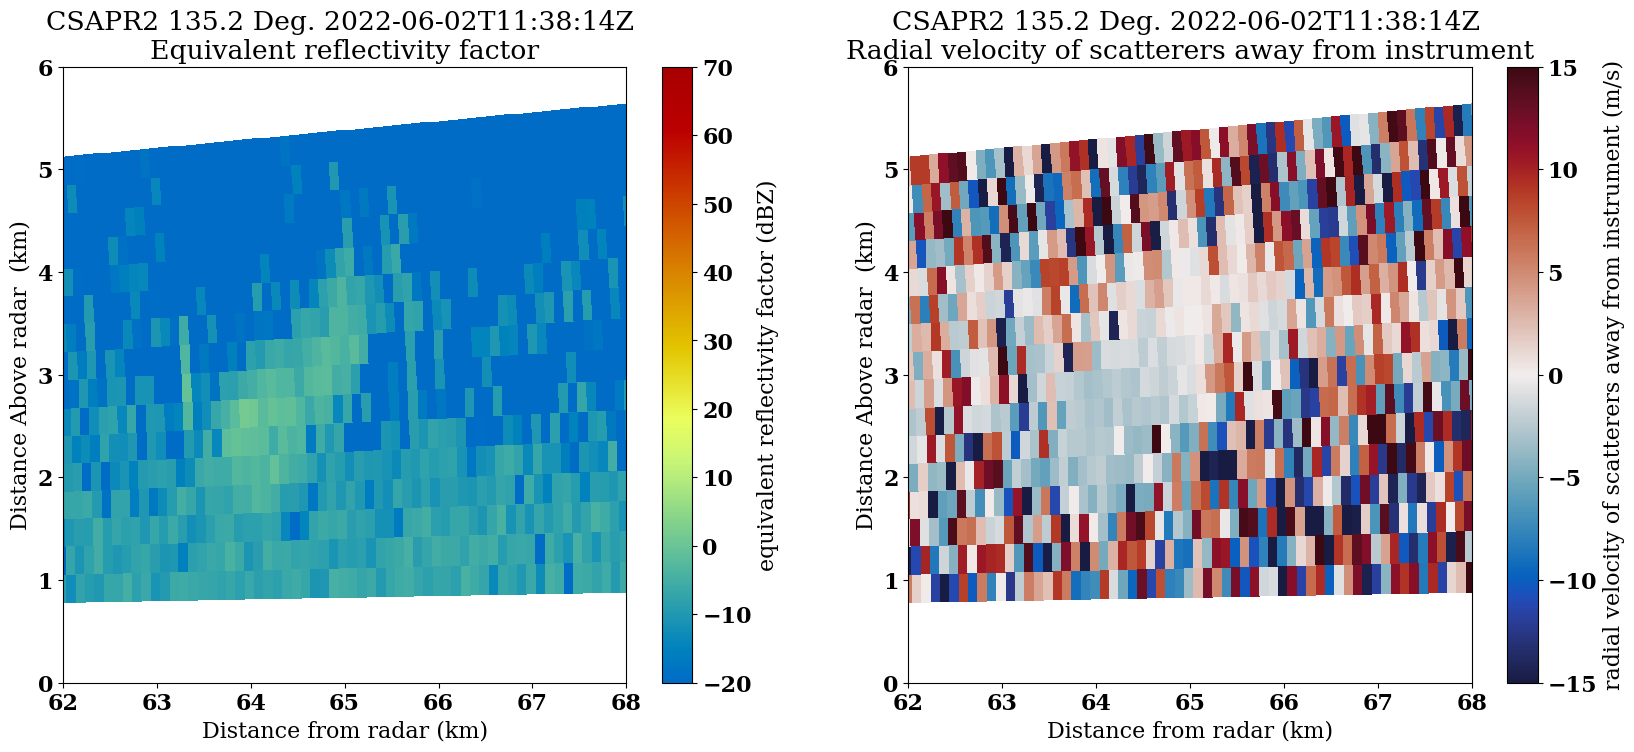 CSAPR2 135.2 Deg. 2022-06-02T11:38:14Z
Equivalent reflectivity factor
6
5
4
3
2
1
0
Distance Above radar  (km)
62 63 64 65 66 67 68
Distance from radar (km)
70
60
50
40
30
20
10
0
−10
−20
equivalent reflectivity factor (dBZ)
CSAPR2 135.2 Deg. 2022-06-02T11:38:14Z
Radial velocity of scatterers away from instrument
6
5
4
3
2
1
0
Distance Above radar  (km)
62 63 64 65 66 67 68
Distance from radar (km)
15
10
5
0
−5
−10
−15
radial velocity of scatterers away from instrument (m/s)